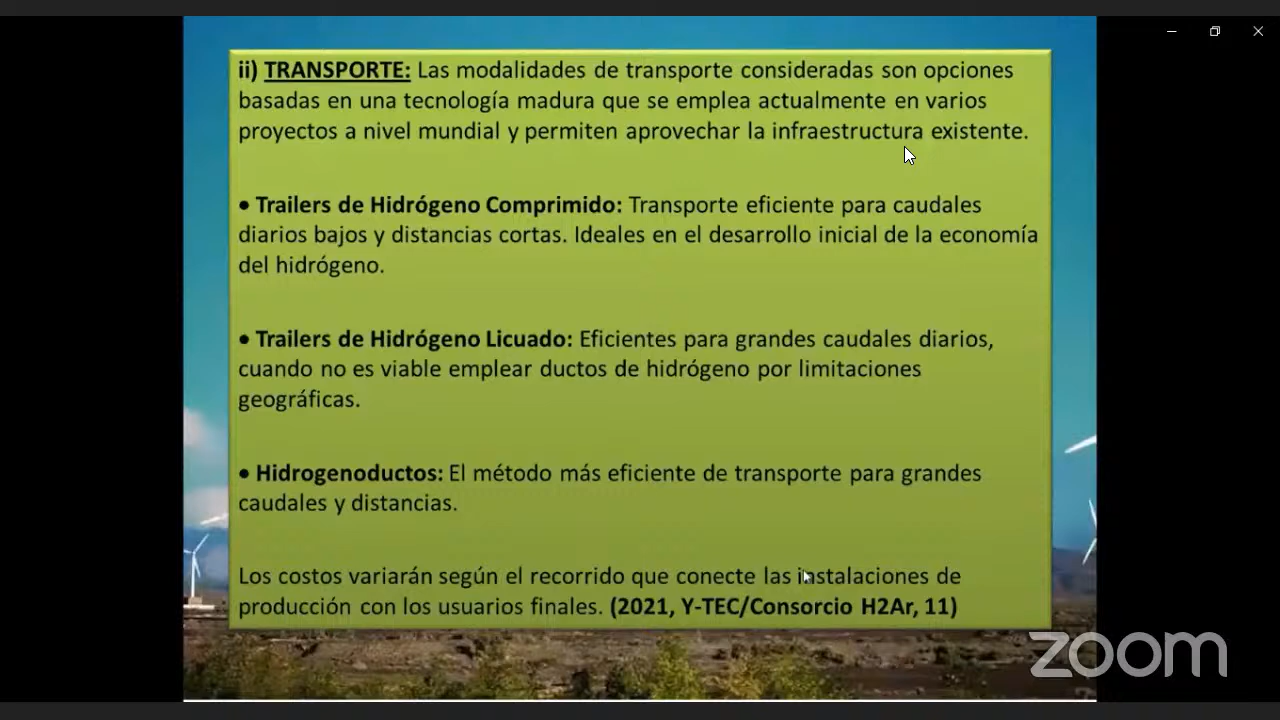 ii) TRANSPORTE: Las modalidades de transporte consideradas son opciones
basadas en una tecnología madura que se emplea actualmente en varios
proyectos a nivel mundial y permiten aprovechar la infraestructura existente.
• Trailers de Hidrógeno Comprimido: Transporte eficiente para caudales
diarios bajos y distancias cortas. Ideales en el desarrollo inicial de la economía
del hidrógeno.
• Trailers de Hidrógeno Licuado: Eficientes para grandes caudales diarios,
cuando no es viable emplear ductos de hidrógeno por limitaciones
geográficas.
• Hidrogenoductos: El método más eficiente de transporte para grandes
caudales y distancias.
Los costos variarán según el recorrido que conecte las instalaciones de
producción con los usuarios finales. (2021, Y-TEC/Consorcio H2Ar, 11)
zoom